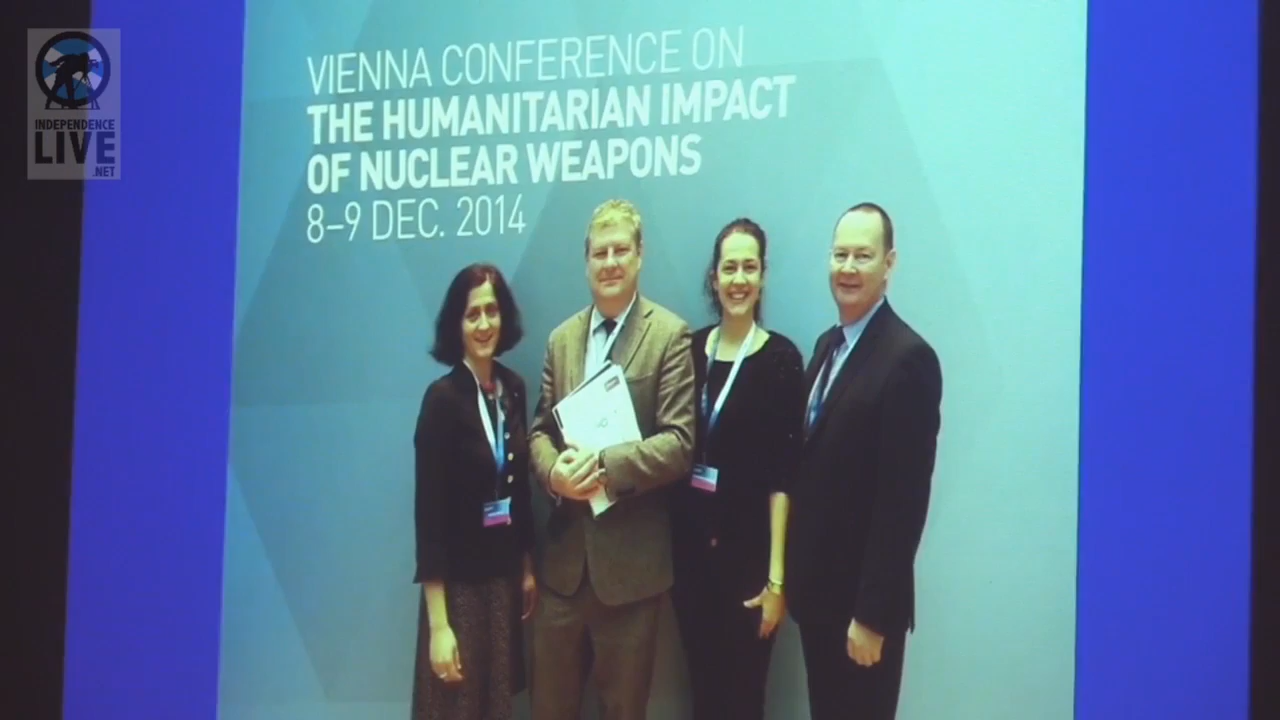 INDEPENDENCE
LIVE
.NET
VIENNA CONFERENCE ON
THE HUMANITARIAN IMPACT
OF NUCLEAR WEAPONS
8–9 DEC. 2014